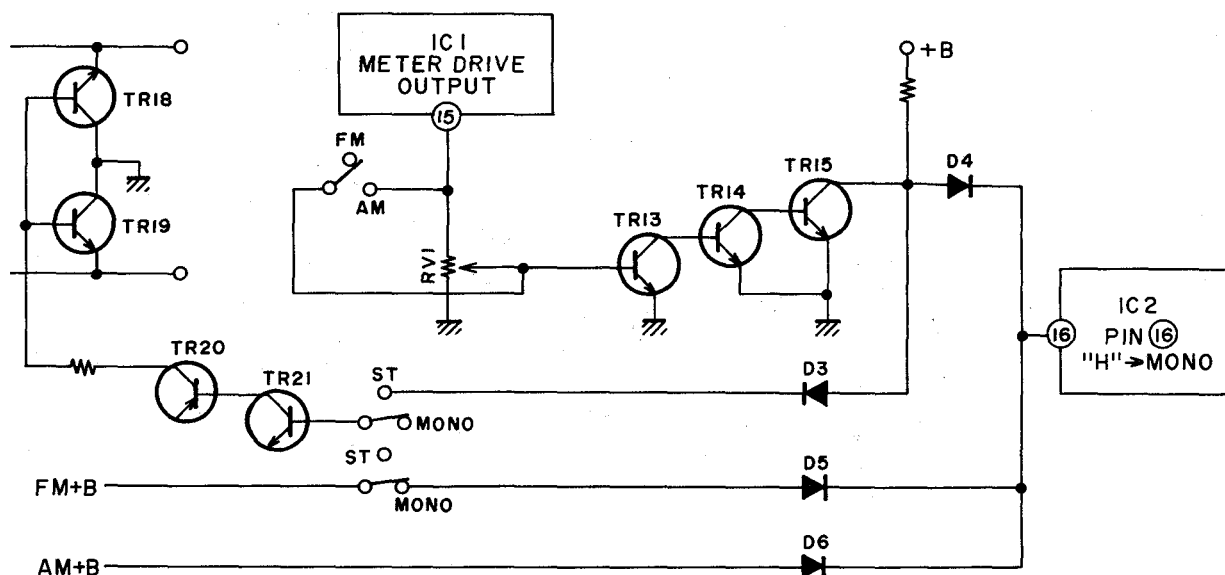 IC1
METER DRIVE
OUTPUT
15
+B
TR18
FM
AM
D4
TR15
TR14
TR13
TR19
RV1
IC2
16
PIN 16
"H"→MONO
TR20
TR21
ST
D3
MONO
ST
FM+B
MONO
D5
AM+B
D6